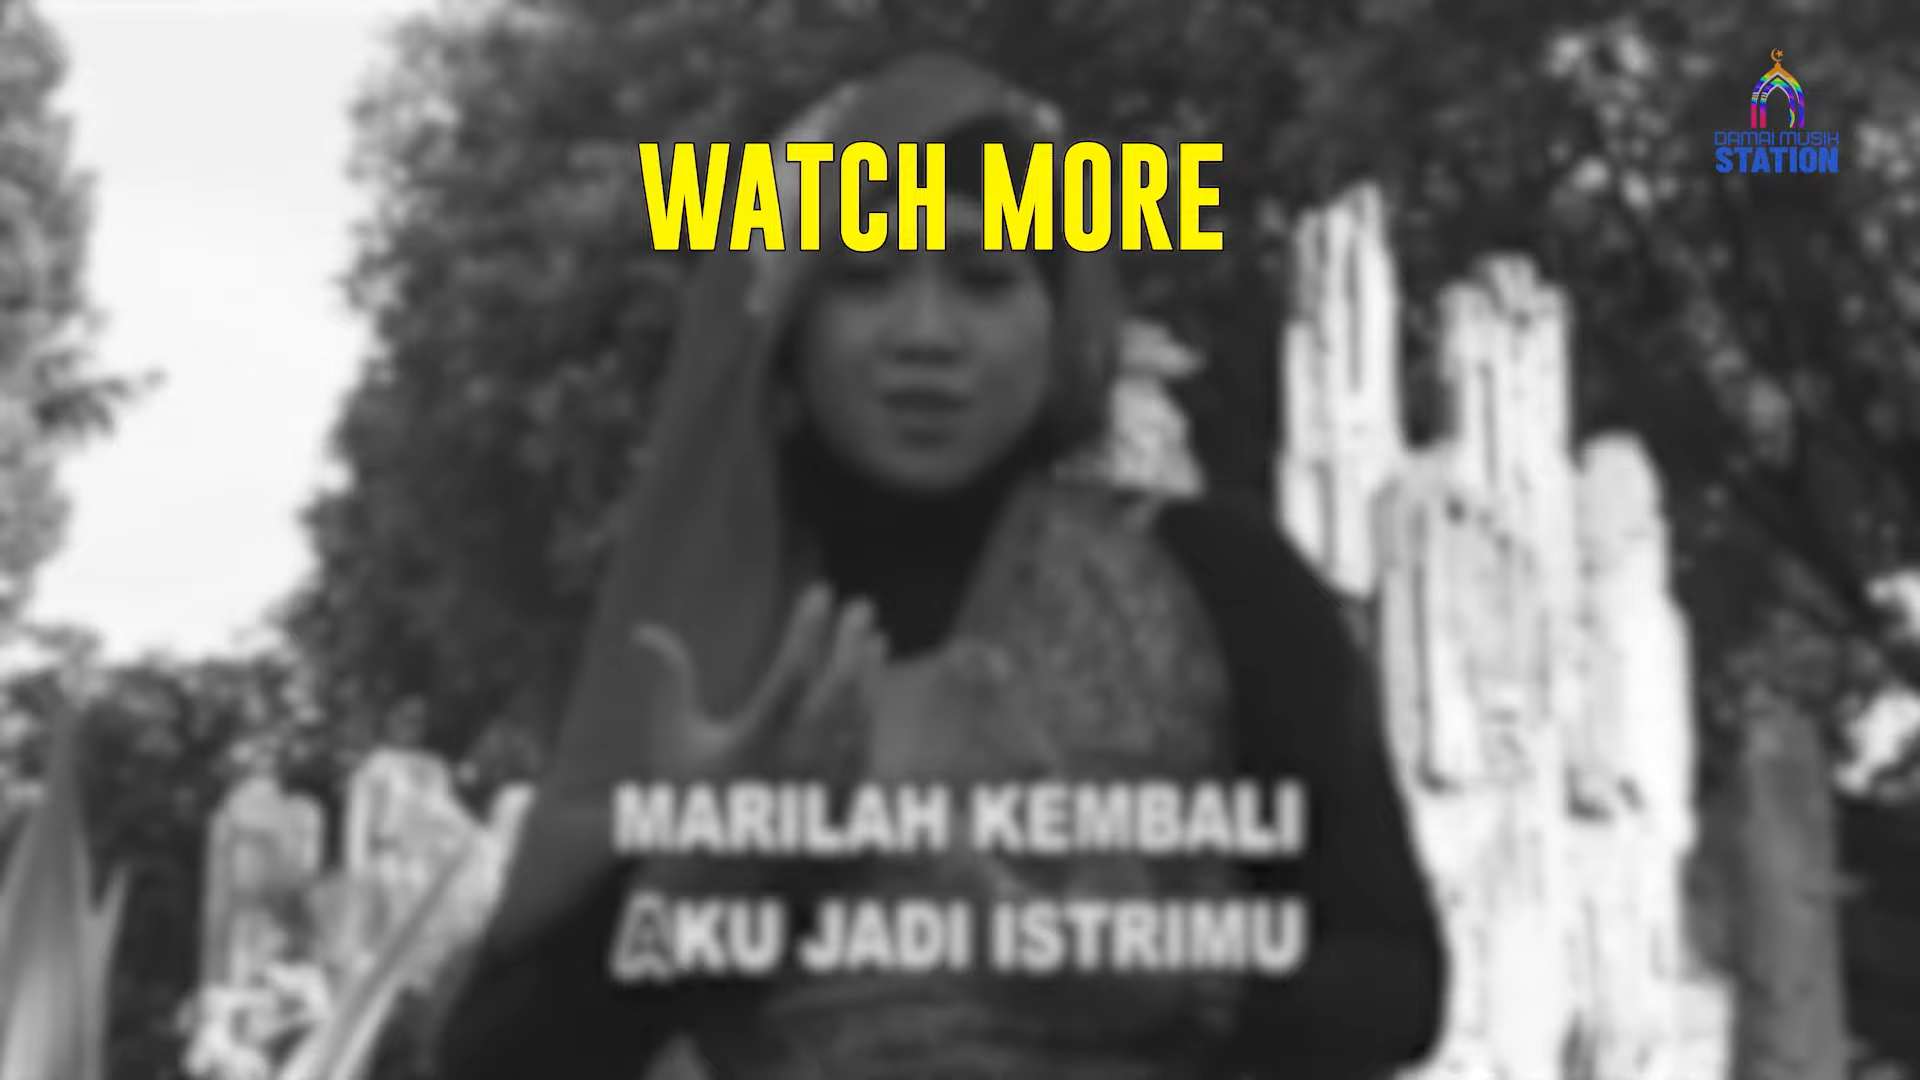 WATCH MORE
DAMAI MUSIK
STATION
MARILAH KEMBALI
AKU JADI ISTRIMU